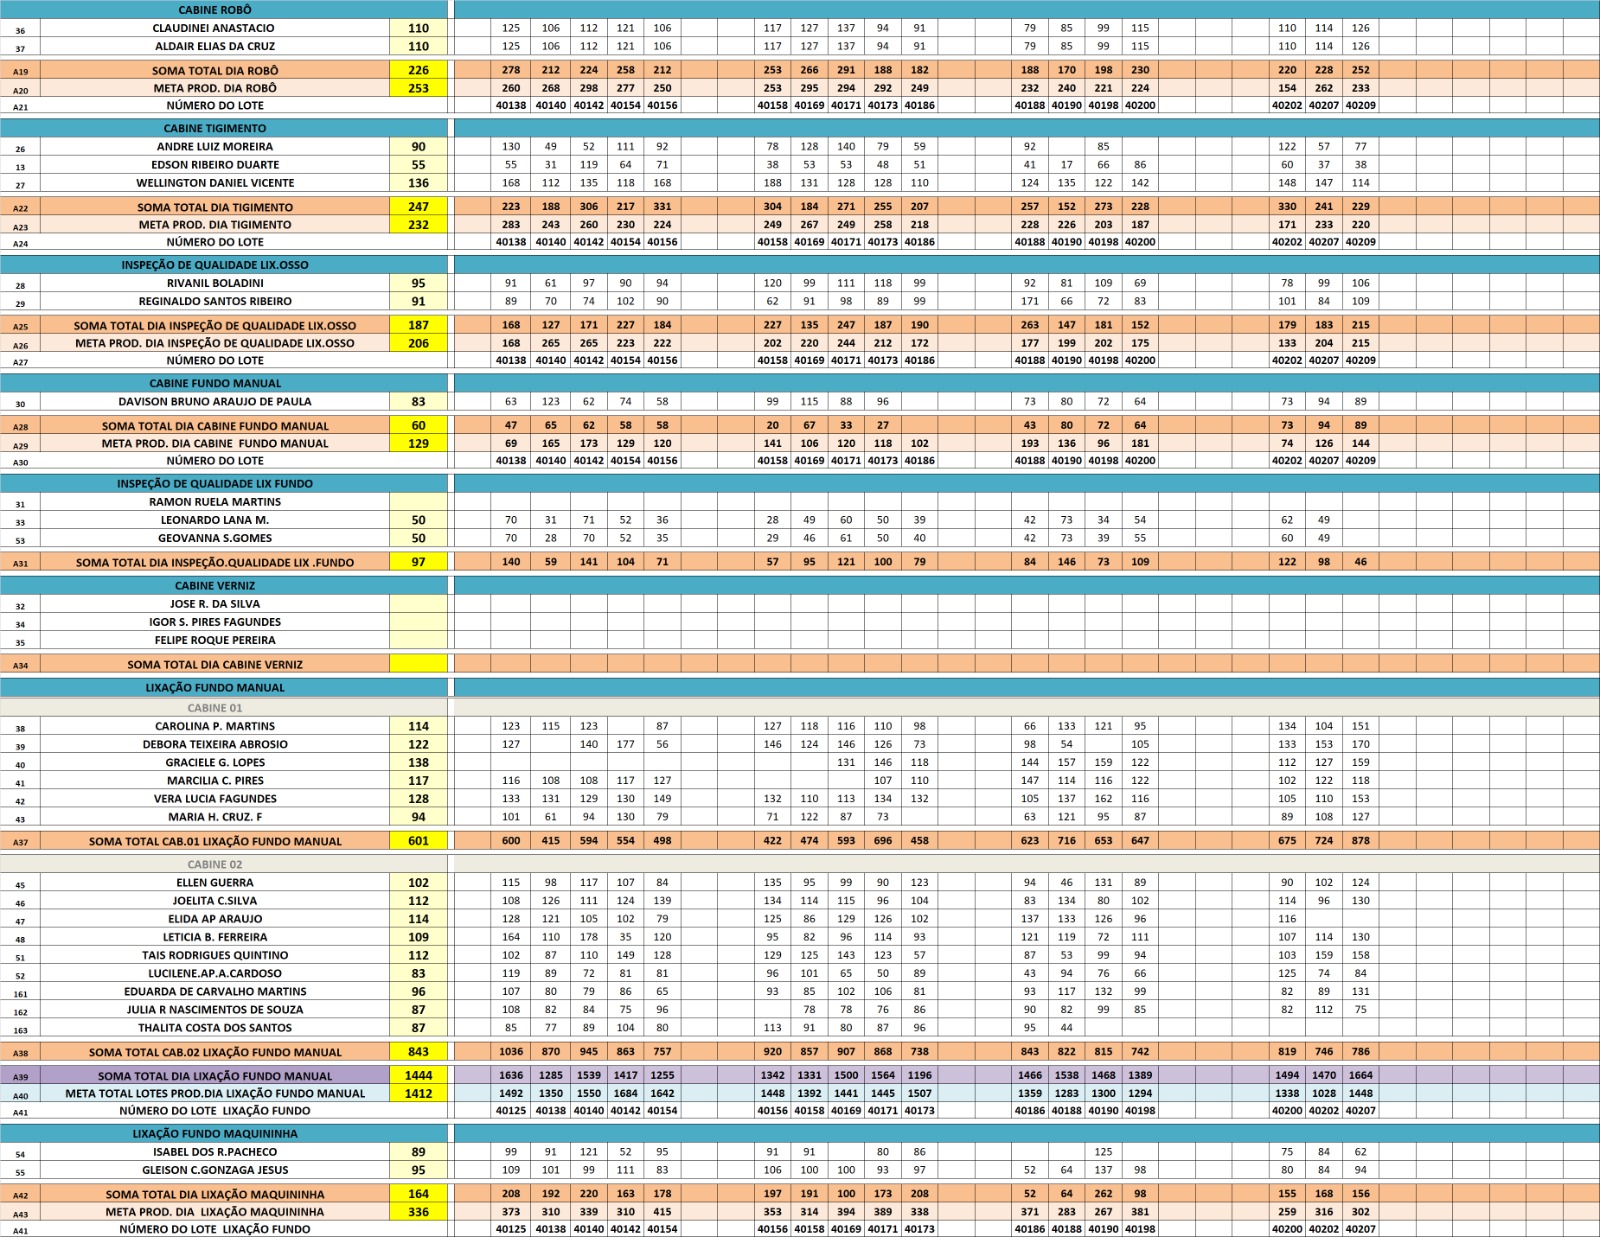 CABINE ROBÔ
36 CLAUDINEI ANASTACIO 110 125 106 112 121 106 117 127 137 94 91 79 85 99 115 110 114 126
37 ALDAIR ELIAS DA CRUZ 110 125 106 112 121 106 117 127 137 94 91 79 85 99 115 110 114 126
A19 SOMA TOTAL DIA ROBÔ 226 278 212 224 258 212 253 266 291 188 182 188 170 198 230 220 228 252
A20 META PROD. DIA ROBÔ 253 260 268 298 277 250 253 295 294 292 249 232 240 221 224 154 262 233
A21 NÚMERO DO LOTE 40138 40140 40142 40154 40156 40158 40169 40171 40173 40186 40188 40190 40198 40200 40202 40207 40209
CABINE TIGIMENTO
26 ANDRE LUIZ MOREIRA 90 130 49 52 111 92 78 128 140 79 59 92 85 122 57 77
13 EDSON RIBEIRO DUARTE 55 55 31 119 64 71 38 53 53 48 51 41 17 66 86 60 37 38
27 WELLINGTON DANIEL VICENTE 136 168 112 135 118 168 188 131 128 128 110 124 135 122 142 148 147 114
A22 SOMA TOTAL DIA TIGIMENTO 247 223 188 306 217 331 304 184 271 255 207 257 152 273 228 330 241 229
A23 META PROD. DIA TIGIMENTO 232 283 243 260 230 224 249 267 249 258 218 228 226 203 187 171 233 220
A24 NÚMERO DO LOTE 40138 40140 40142 40154 40156 40158 40169 40171 40173 40186 40188 40190 40198 40200 40202 40207 40209
INSPEÇÃO DE QUALIDADE LIX.OSSO
28 RIVANIL BOLADINI 95 91 61 97 90 94 120 99 111 118 99 92 81 109 69 78 99 106
29 REGINALDO SANTOS RIBEIRO 91 89 70 74 102 90 62 91 98 89 99 171 66 72 83 101 84 109
A25 SOMA TOTAL DIA INSPEÇÃO DE QUALIDADE LIX.OSSO 187 168 127 171 227 184 227 135 247 187 190 263 147 181 152 179 183 215
A26 META PROD. DIA INSPEÇÃO DE QUALIDADE LIX.OSSO 206 168 265 265 223 222 202 220 244 212 172 177 199 202 175 133 204 215
A27 NÚMERO DO LOTE 40138 40140 40142 40154 40156 40158 40169 40171 40173 40186 40188 40190 40198 40200 40202 40207 40209
CABINE FUNDO MANUAL
30 DAVISON BRUNO ARAUJO DE PAULA 83 63 123 62 74 58 99 115 88 96 73 80 72 64 73 94 89
A28 SOMA TOTAL DIA CABINE FUNDO MANUAL 60 47 65 62 58 58 20 67 33 27 43 80 72 64 73 94 89
A29 META PROD. DIA CABINE FUNDO MANUAL 129 69 165 173 129 120 141 106 120 118 102 193 136 96 181 74 126 144
A30 NÚMERO DO LOTE 40138 40140 40142 40154 40156 40158 40169 40171 40173 40186 40188 40190 40198 40200 40202 40207 40209
INSPEÇÃO DE QUALIDADE LIX FUNDO
31 RAMON RUELA MARTINS
33 LEONARDO LANA M. 50 70 31 71 52 36 28 49 60 50 39 42 73 34 54 62 49
53 GEOVANNA S.GOMES 50 70 28 70 52 35 29 46 61 50 40 42 73 39 55 60 49
A31 SOMA TOTAL DIA INSPEÇÃO.QUALIDADE LIX .FUNDO 97 140 59 141 104 71 57 95 121 100 79 84 146 73 109 122 98 46
CABINE VERNIZ
32 JOSE R. DA SILVA
34 IGOR S. PIRES FAGUNDES
35 FELIPE ROQUE PEREIRA
A34 SOMA TOTAL DIA CABINE VERNIZ
LIXAÇÃO FUNDO MANUAL
CABINE 01
38 CAROLINA P. MARTINS 114 123 115 123 87 127 118 116 110 98 66 133 121 95 134 104 151
39 DEBORA TEIXEIRA ABROSIO 122 127 140 177 56 146 124 146 126 73 98 54 105 133 153 170
40 GRACIELE G. LOPES 138 131 146 118 144 157 159 122 112 127 159
41 MARCILIA C. PIRES 117 116 108 108 117 127 107 110 147 114 116 122 102 122 118
42 VERA LUCIA FAGUNDES 128 133 131 129 130 149 132 110 113 134 132 105 137 162 116 105 110 153
43 MARIA H. CRUZ. F 94 101 61 94 130 79 71 122 87 73 63 121 95 87 89 108 127
A37 SOMA TOTAL CAB.01 LIXAÇÃO FUNDO MANUAL 601 600 415 594 554 498 422 474 593 696 458 623 716 653 647 675 724 878
CABINE 02
45 ELLEN GUERRA 102 115 98 117 107 84 135 95 99 90 123 94 46 131 89 90 102 124
46 JOELITA C.SILVA 112 108 126 111 124 139 134 114 115 96 104 83 134 80 102 114 96 130
47 ELIDA AP ARAUJO 114 128 121 105 102 79 125 86 129 126 102 137 133 126 96 116
48 LETICIA B. FERREIRA 109 164 110 178 35 120 95 82 96 114 93 121 119 72 111 107 114 130
51 TAIS RODRIGUES QUINTINO 112 102 87 110 149 128 129 125 143 123 57 87 53 99 94 103 159 158
52 LUCILENE.AP.A.CARDOSO 83 119 89 72 81 81 96 101 65 50 89 43 94 76 66 125 74 84
161 EDUARDA DE CARVALHO MARTINS 96 107 80 79 86 65 93 85 102 106 81 93 117 132 99 82 89 131
162 JULIA R NASCIMENTOS DE SOUZA 87 108 82 84 75 96 78 78 76 86 90 82 99 85 82 112 75
163 THALITA COSTA DOS SANTOS 87 85 77 89 104 80 113 91 80 87 96 95 44
A38 SOMA TOTAL CAB.02 LIXAÇÃO FUNDO MANUAL 843 1036 870 945 863 757 920 857 907 868 738 843 822 815 742 819 746 786
A39 SOMA TOTAL DIA LIXAÇÃO FUNDO MANUAL 1444 1636 1285 1539 1417 1255 1342 1331 1500 1564 1196 1466 1538 1468 1389 1494 1470 1664
A40 META TOTAL LOTES PROD.DIA LIXAÇÃO FUNDO MANUAL 1412 1492 1350 1550 1684 1642 1448 1392 1441 1445 1507 1359 1283 1300 1294 1338 1028 1448
A41 NÚMERO DO LOTE LIXAÇÃO FUNDO 40125 40138 40140 40142 40154 40156 40158 40169 40171 40173 40186 40188 40190 40198 40200 40202 40207
LIXAÇÃO FUNDO MAQUININHA
54 ISABEL DOS R.PACHECO 89 99 91 121 52 95 91 91 80 86 125 75 84 62
55 GLEISON C.GONZAGA JESUS 95 109 101 99 111 83 106 100 100 93 97 52 64 137 98 80 84 94
A42 SOMA TOTAL DIA LIXAÇÃO MAQUININHA 164 208 192 220 163 178 197 191 100 173 208 52 64 262 98 155 168 156
A43 META PROD. DIA LIXAÇÃO MAQUININHA 336 373 310 339 310 415 353 314 394 389 338 371 283 267 381 259 316 302
A41 NÚMERO DO LOTE LIXAÇÃO FUNDO 40125 40138 40140 40142 40154 40156 40158 40169 40171 40173 40186 40188 40190 40198 40200 40202 40207